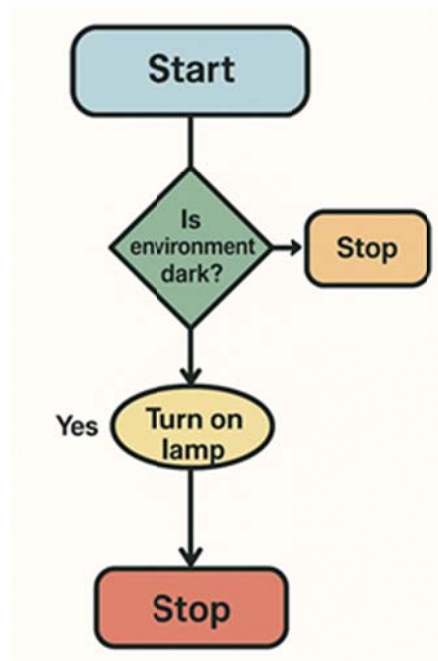 Start
Is
environment
dark?
Stop
Yes
Turn on
lamp
Stop